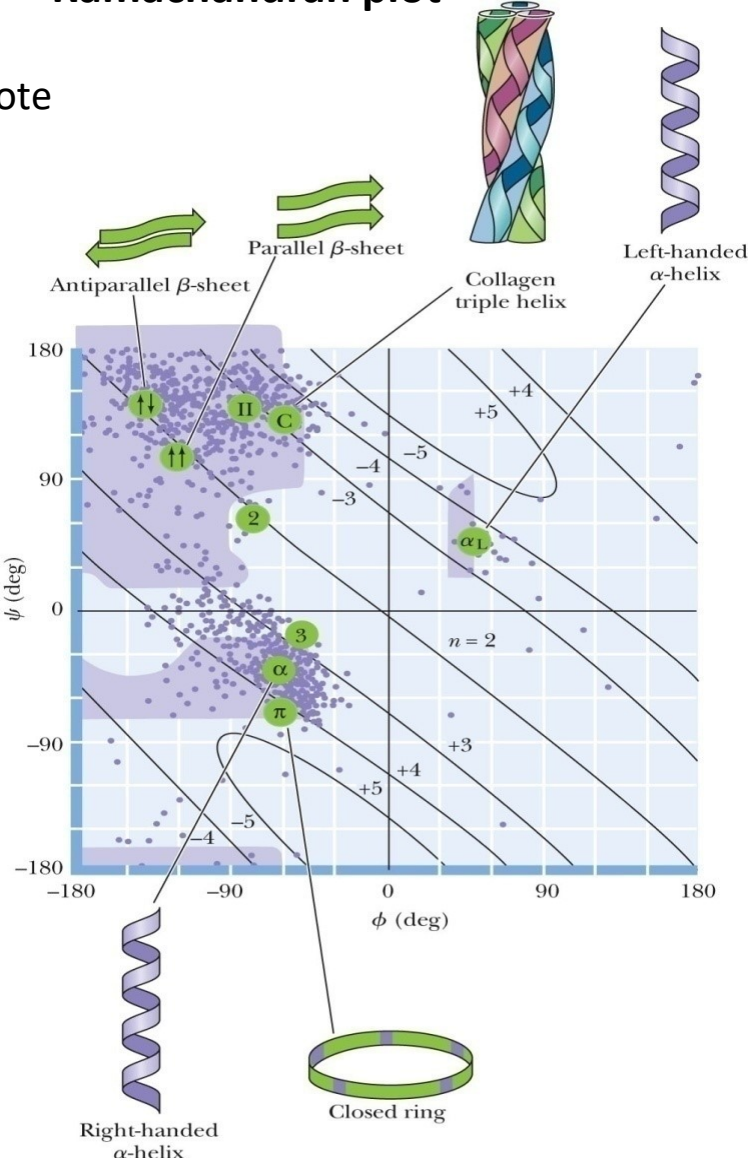 Ramachandran plot
ote
Antiparallel β-sheet
Parallel β-sheet
Collagen
triple helix
Left-handed
α-helix
180
90
0
–90
–180
ψ (deg)
↑↓
↑↑
II
C
2
αL
3
α
π
+4
+5
–5
–4
–3
n = 2
+3
+4
+5
–5
–4
–180
–90
0
90
180
ϕ (deg)
Right-handed
α-helix
Closed ring